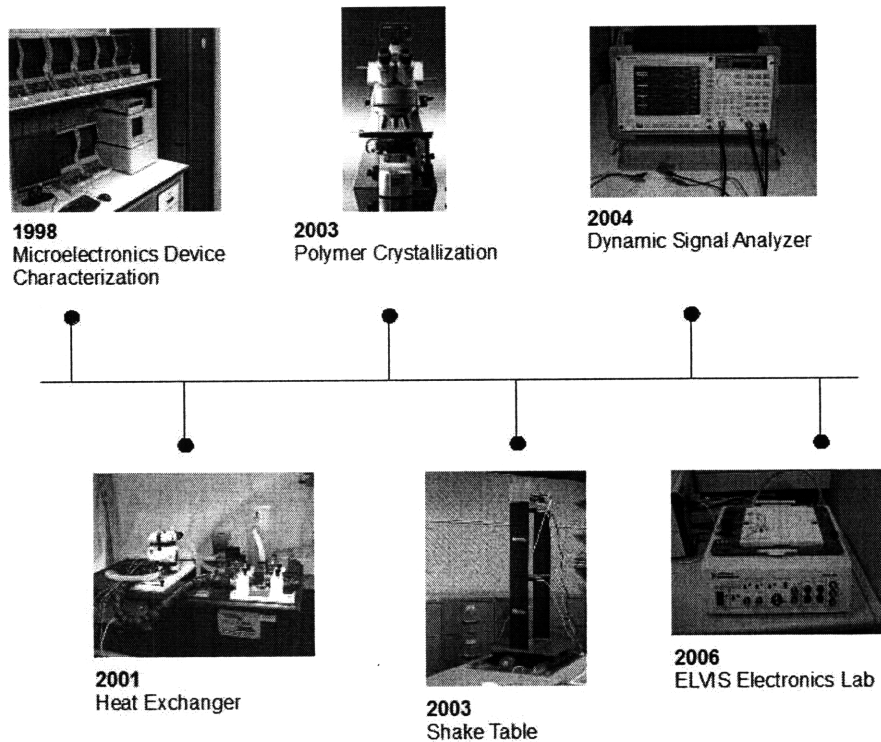 1998
Microelectronics Device
Characterization
2003
Polymer Crystallization
2004
Dynamic Signal Analyzer
2001
Heat Exchanger
2003
Shake Table
2006
ELVIS Electronics Lab